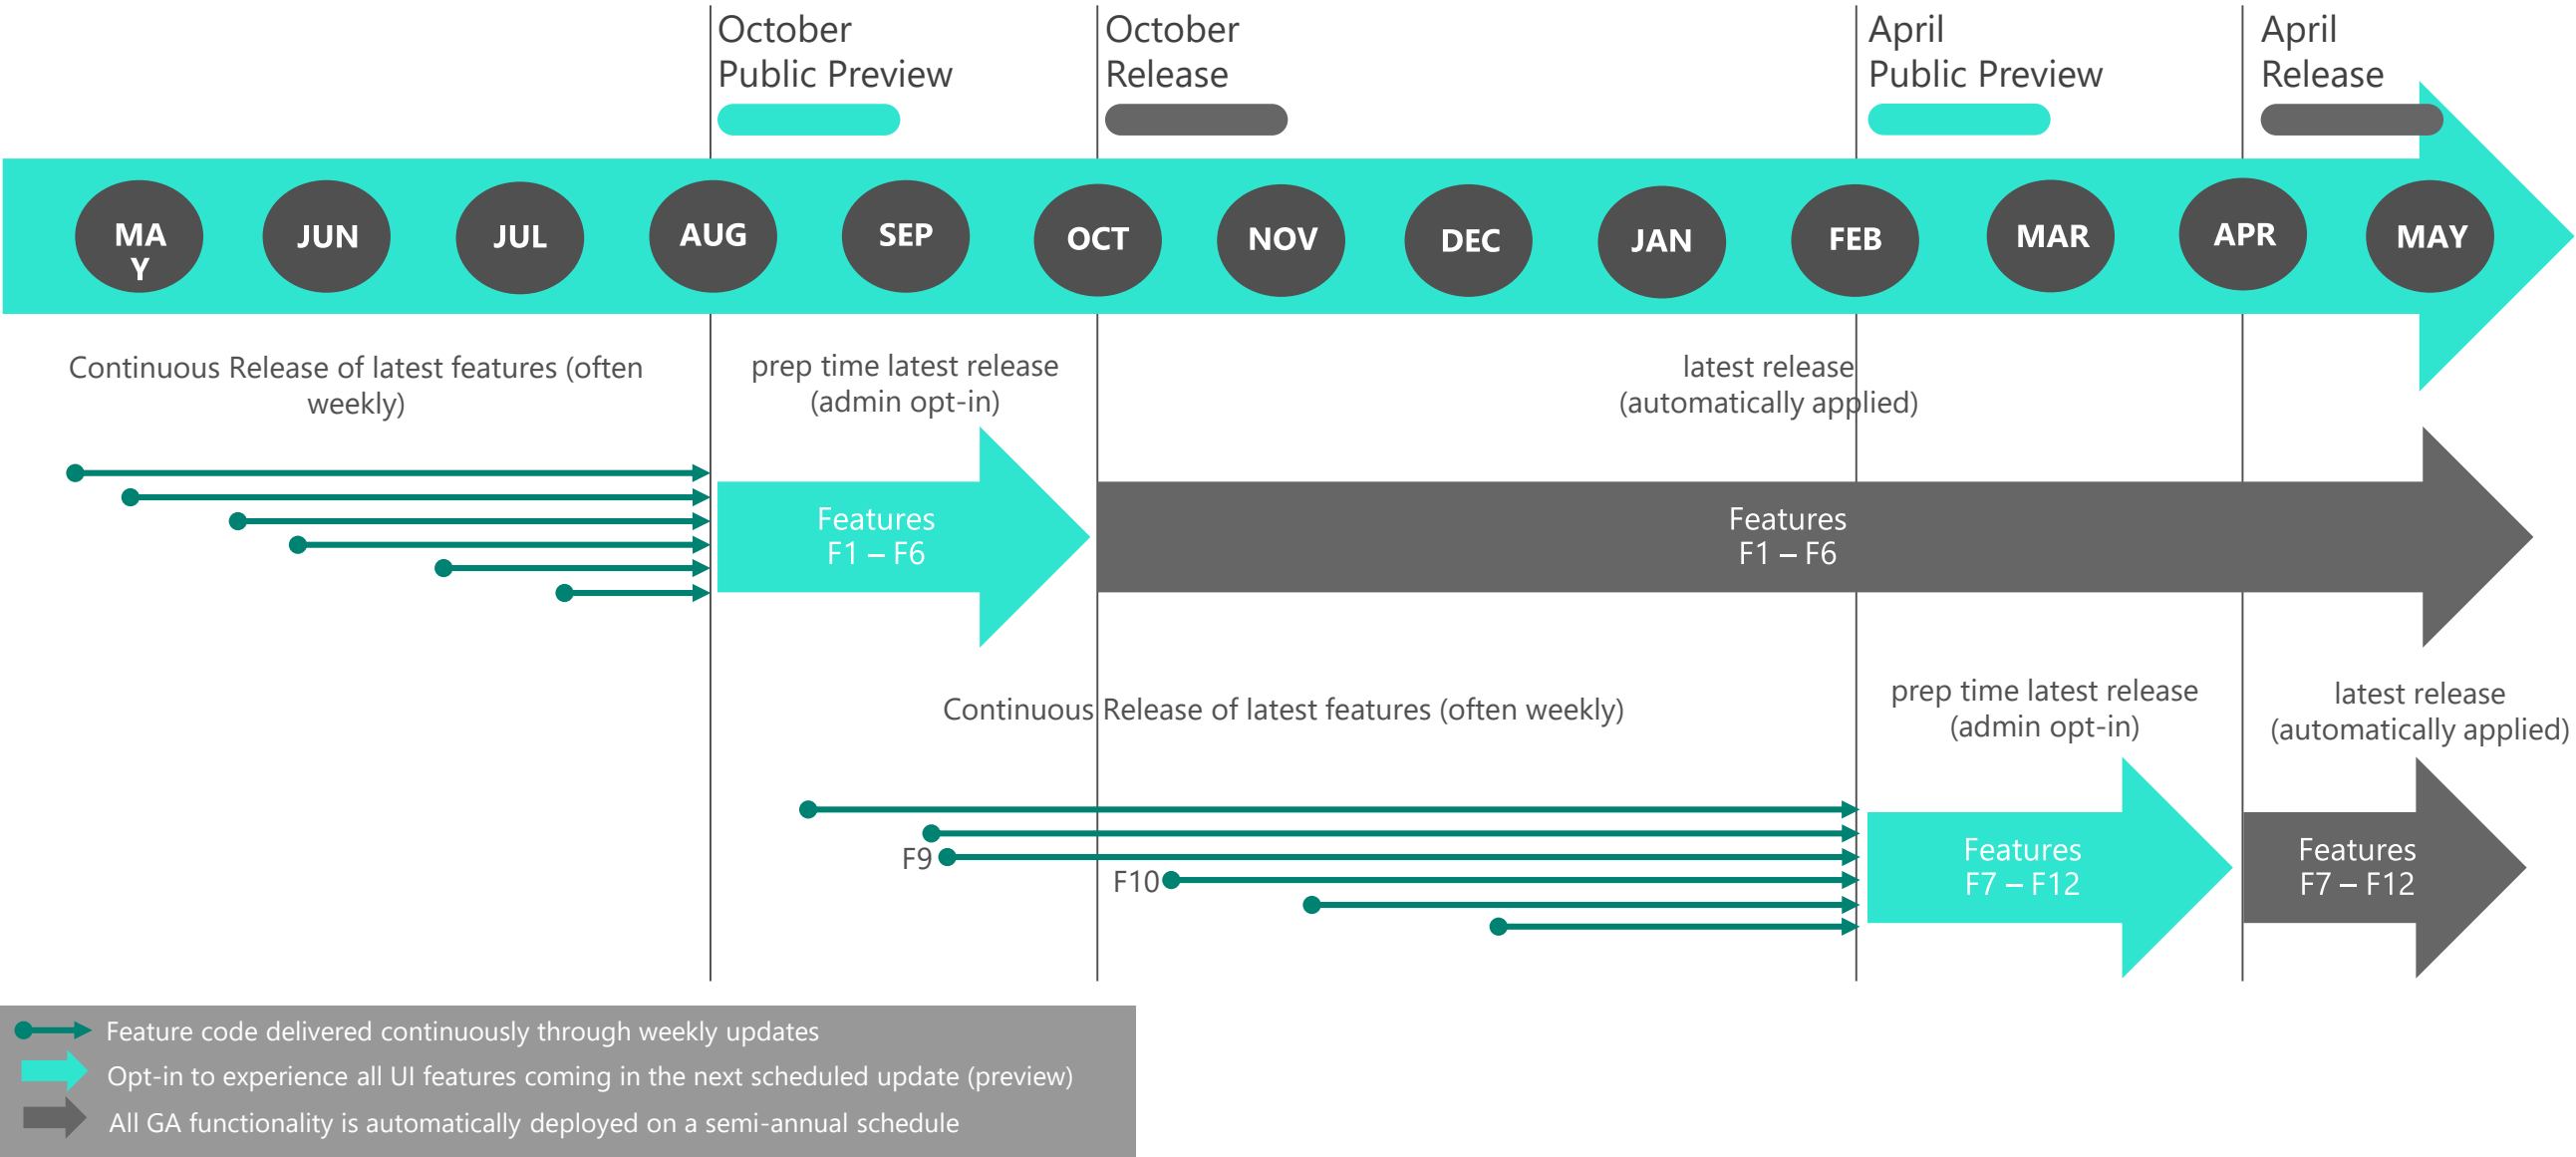 October
Public Preview
October
Release
April
Public Preview
April
Release
MA
Y
JUN
JUL
AUG
SEP
OCT
NOV
DEC
JAN
FEB
MAR
APR
MAY
Continuous Release of latest features (often
weekly)
prep time latest release
(admin opt-in)
latest release
(automatically applied)
Features
F1 – F6
Features
F1 – F6
Continuous Release of latest features (often weekly)
prep time latest release
(admin opt-in)
latest release
(automatically applied)
F9
F10
Features
F7 – F12
Features
F7 – F12
Feature code delivered continuously through weekly updates
Opt-in to experience all UI features coming in the next scheduled update (preview)
All GA functionality is automatically deployed on a semi-annual schedule